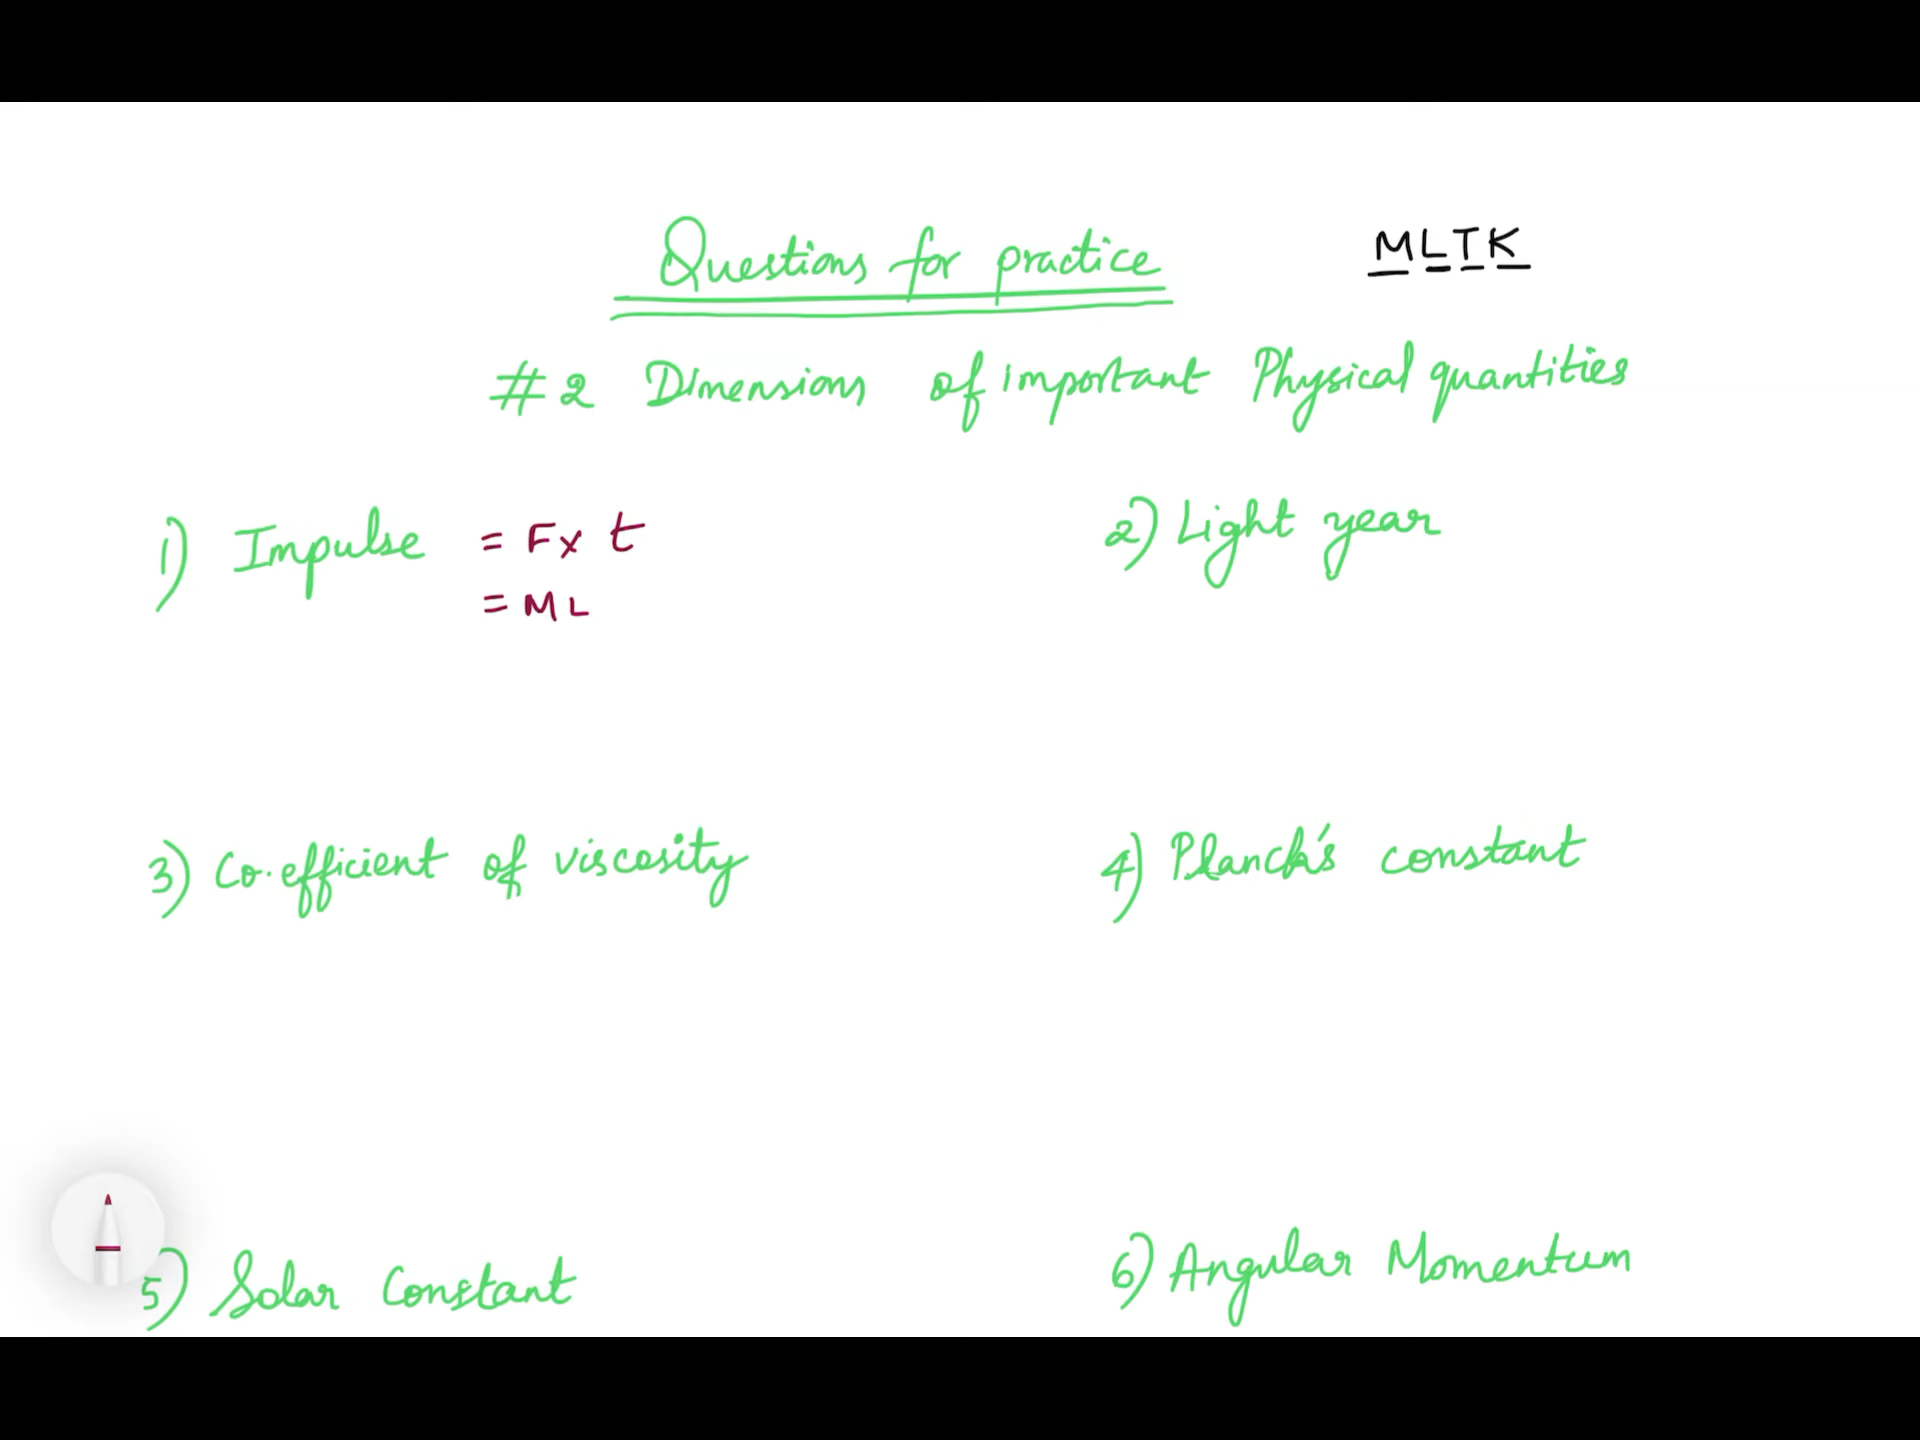 Questions for practice
MLTK
#2 Dimensions of important Physical quantities
1) Impulse = F x t
= ML
2) Light year
3) Co.efficient of viscosity
4) Planck's constant
5) Solar Constant
6) Angular Momentum